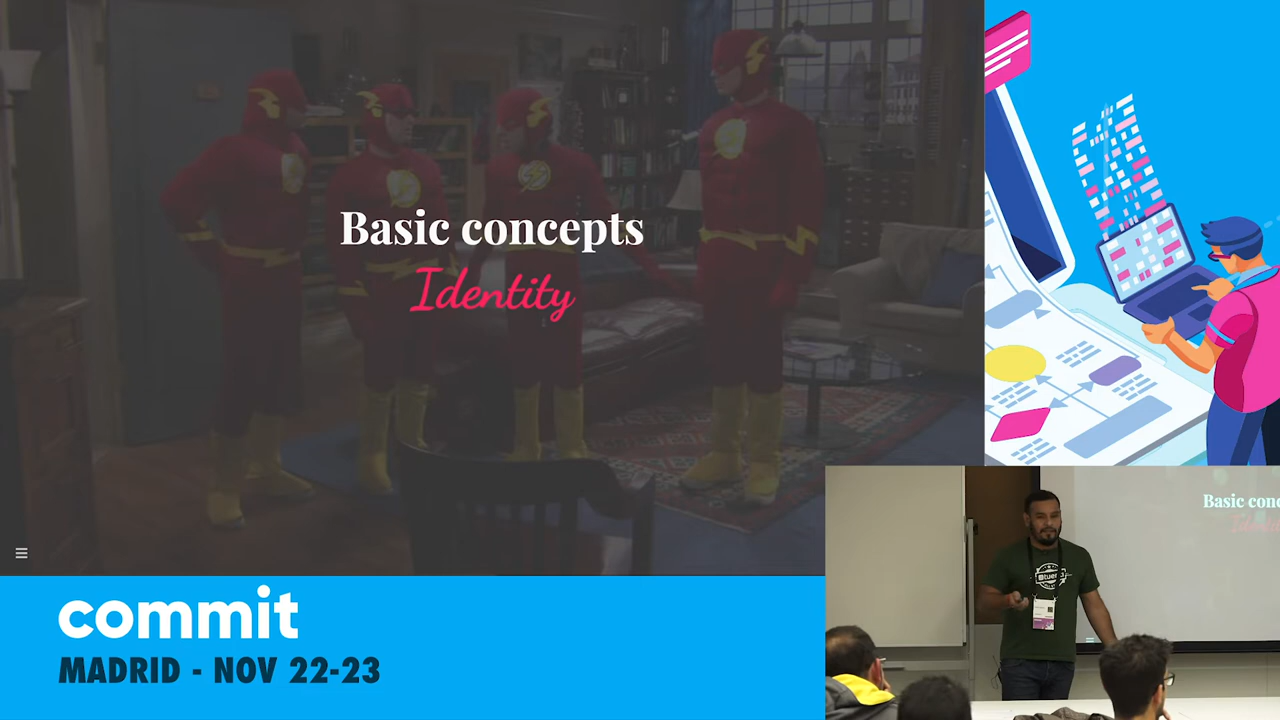 Basic concepts
Identity
commit
MADRID - NOV 22-23
Basic conc